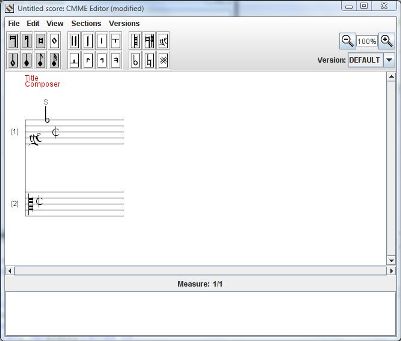 Untitled score: CMME Editor (modified)
File Edit View Sections Versions
100%
Version: DEFAULT
Title
Composer
S
[1]
[2]
Measure: 1/1